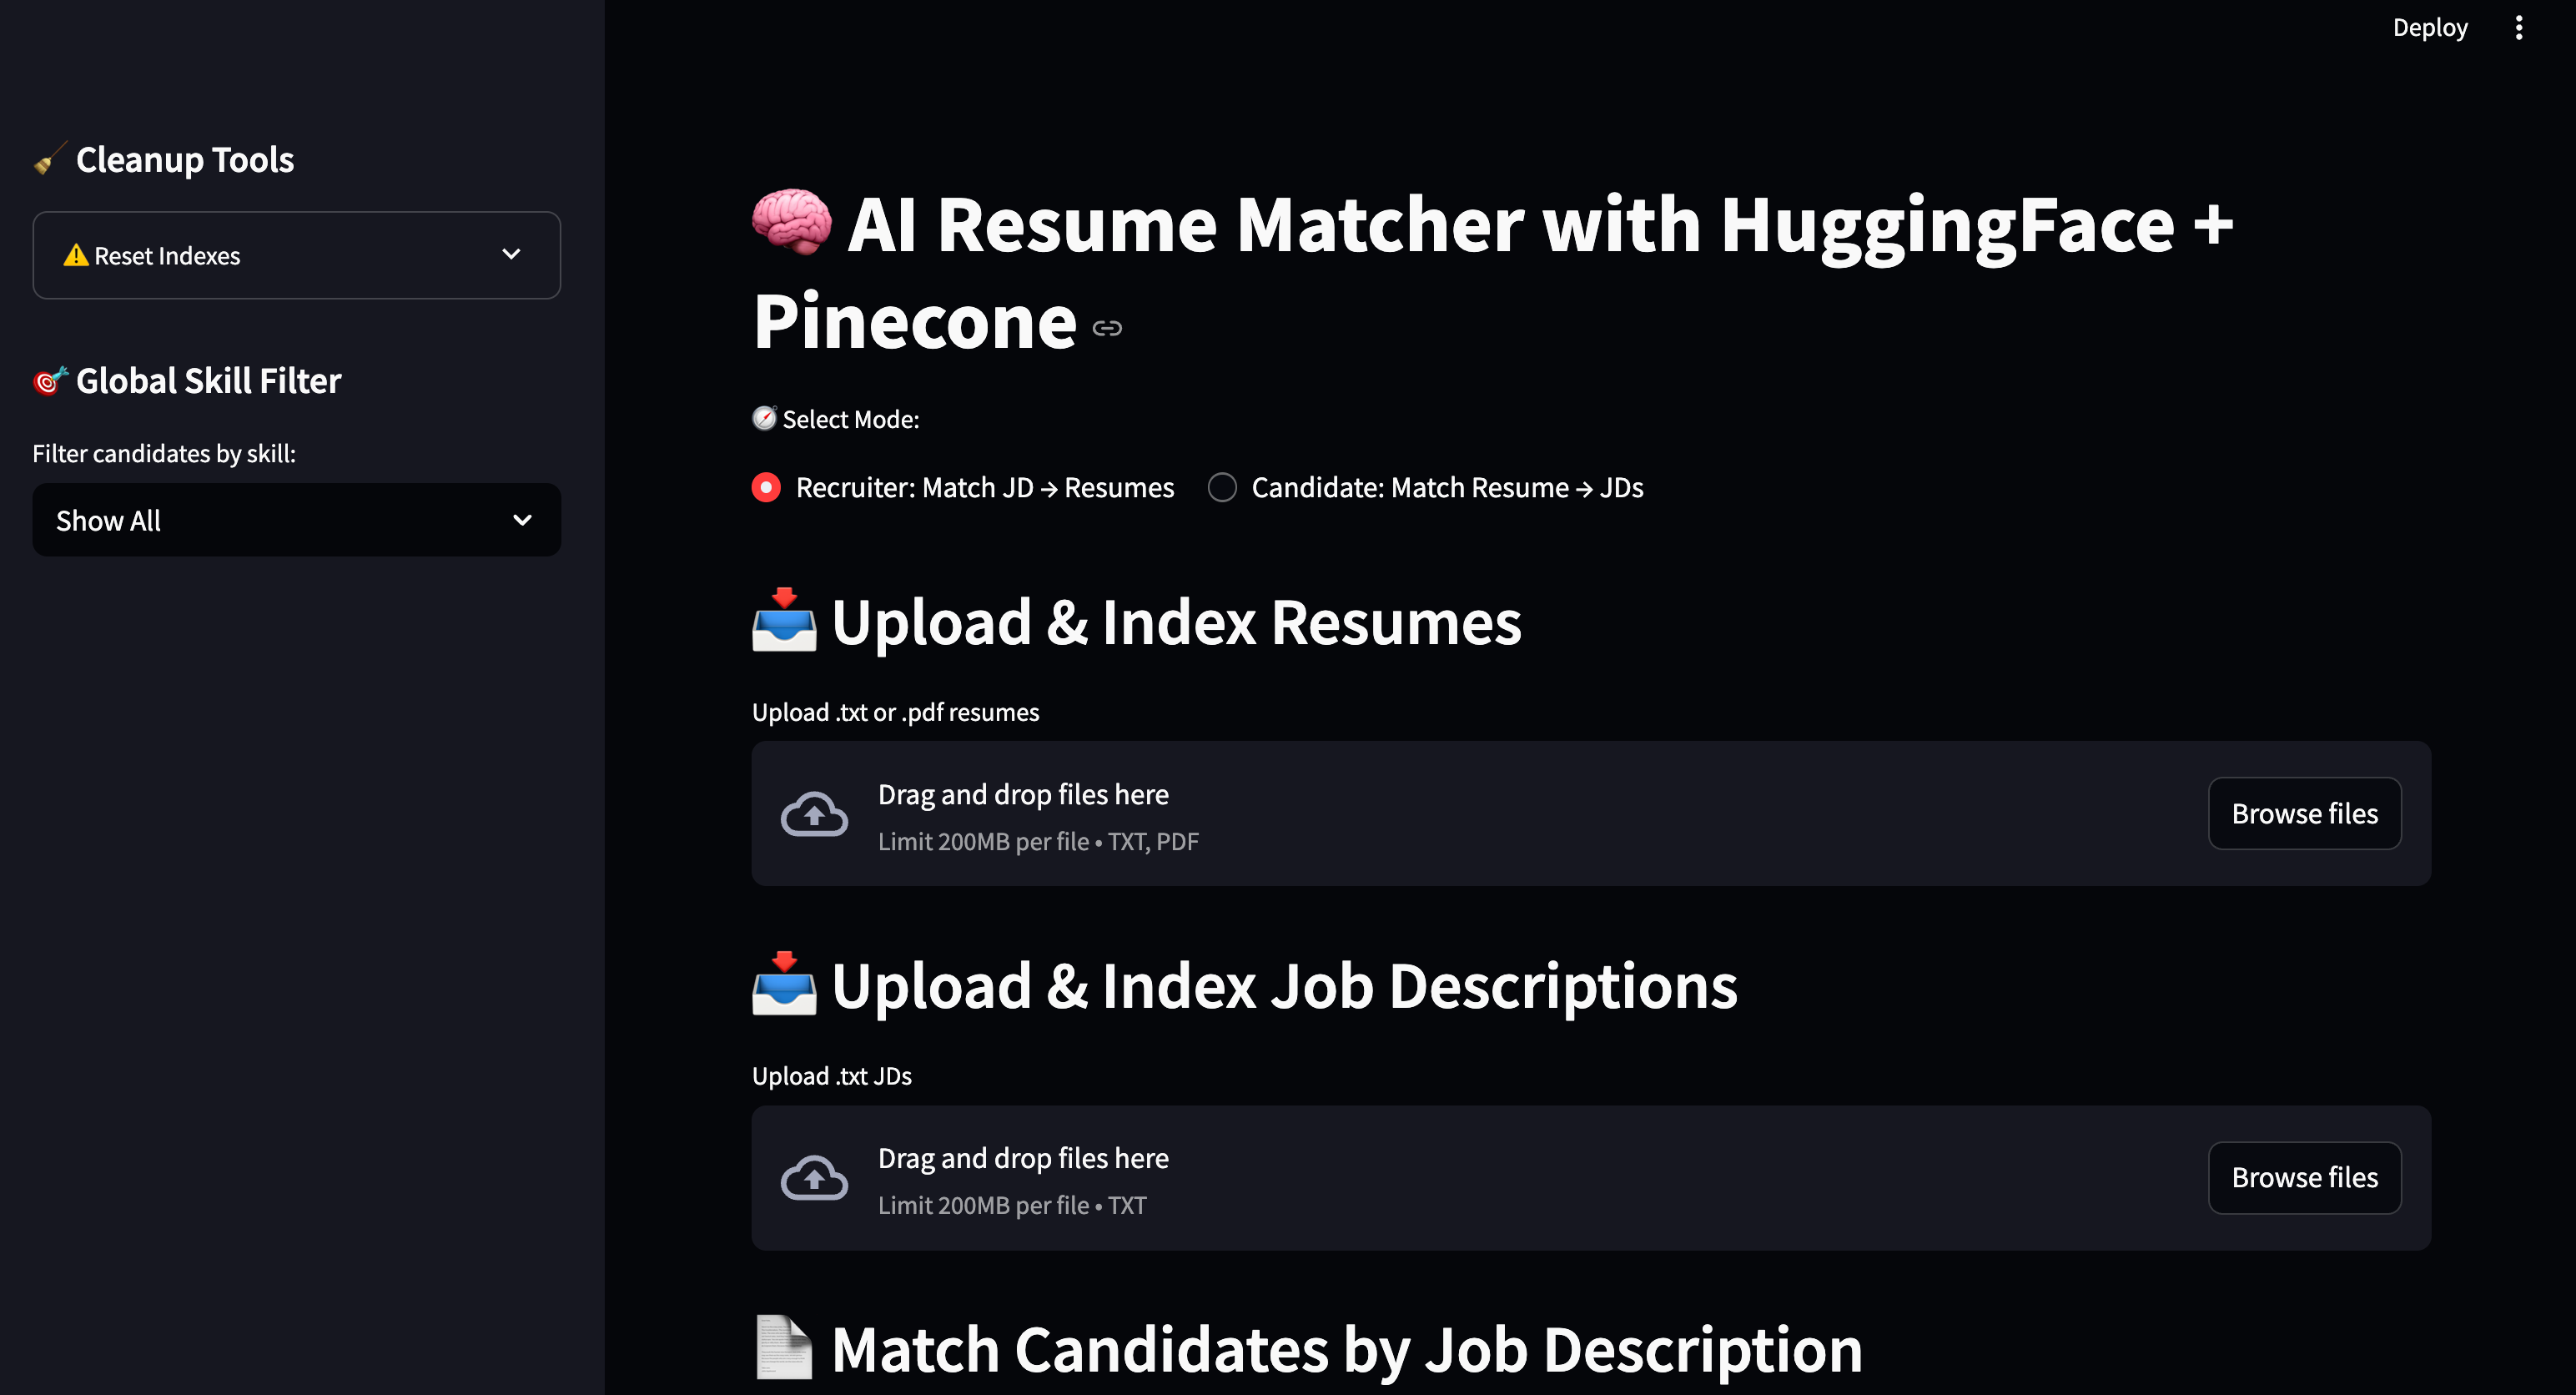 Deploy
🧹 Cleanup Tools
⚠️ Reset Indexes
🎯 Global Skill Filter
Filter candidates by skill:
Show All
🧠 AI Resume Matcher with HuggingFace +
Pinecone
🧭 Select Mode:
Recruiter: Match JD → Resumes
Candidate: Match Resume → JDs
📥 Upload & Index Resumes
Upload .txt or .pdf resumes
Drag and drop files here
Limit 200MB per file • TXT, PDF
Browse files
📥 Upload & Index Job Descriptions
Upload .txt JDs
Drag and drop files here
Limit 200MB per file • TXT
Browse files
📄 Match Candidates by Job Description